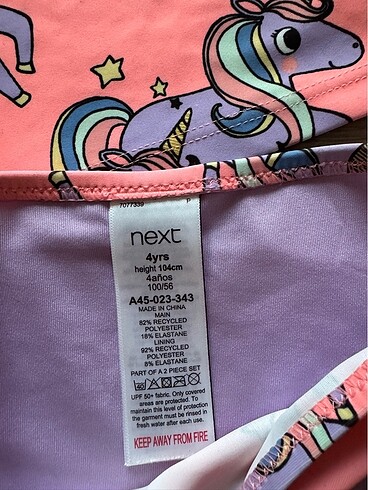 7077339 P
next
4yrs
height 104cm
4años
100/56
A45-023-343
MADE IN CHINA
MAIN
82% RECYCLED
POLYESTER
18% ELASTANE
LINING
92% RECYCLED
POLYESTER
8% ELASTANE
PART OF A 2 PIECE SET
40
UPF 50+ fabric. Only covered
areas are protected. To
maintain this level of protection
the garment must be rinsed in
fresh water after each use.
KEEP AWAY FROM FIRE